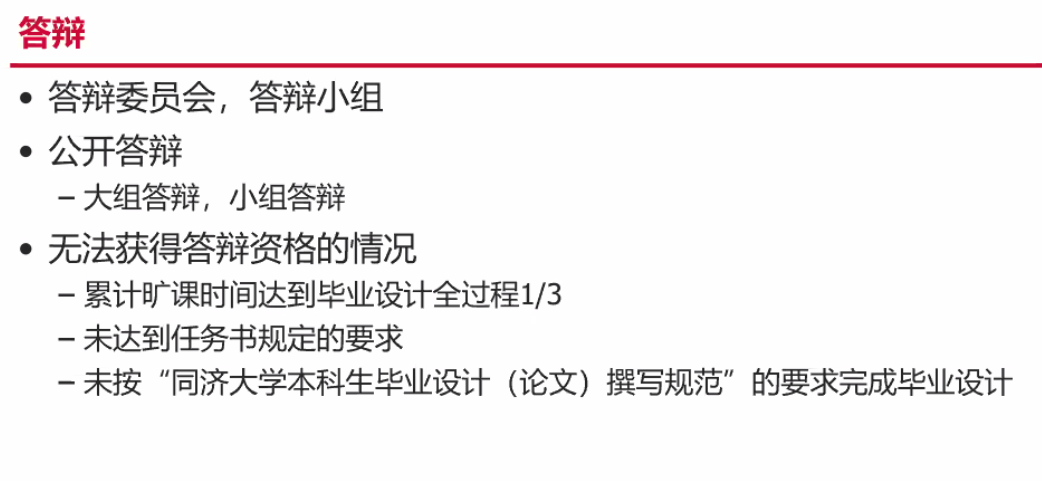 答辩
• 答辩委员会，答辩小组
• 公开答辩
– 大组答辩，小组答辩
• 无法获得答辩资格的情况
– 累计旷课时间达到毕业设计全过程1/3
– 未达到任务书规定的要求
– 未按“同济大学本科生毕业设计（论文）撰写规范”的要求完成毕业设计